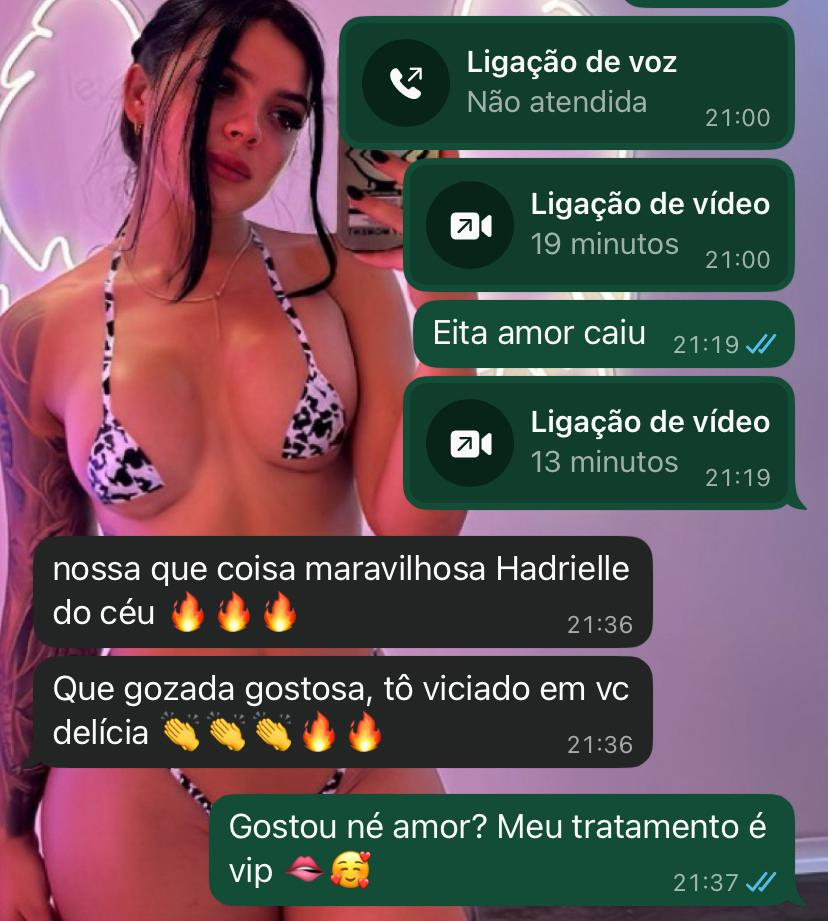 Ligação de voz
Não atendida
21:00
Ligação de vídeo
19 minutos
21:00
Eita amor caiu
21:19
Ligação de vídeo
13 minutos
21:19
nossa que coisa maravilhosa Hadrielle
do céu 🔥🔥🔥
21:36
Que gozada gostosa, tô viciado em vc
delícia 👏👏👏🔥🔥
21:36
Gostou né amor? Meu tratamento é
vip 🫦🥰
21:37